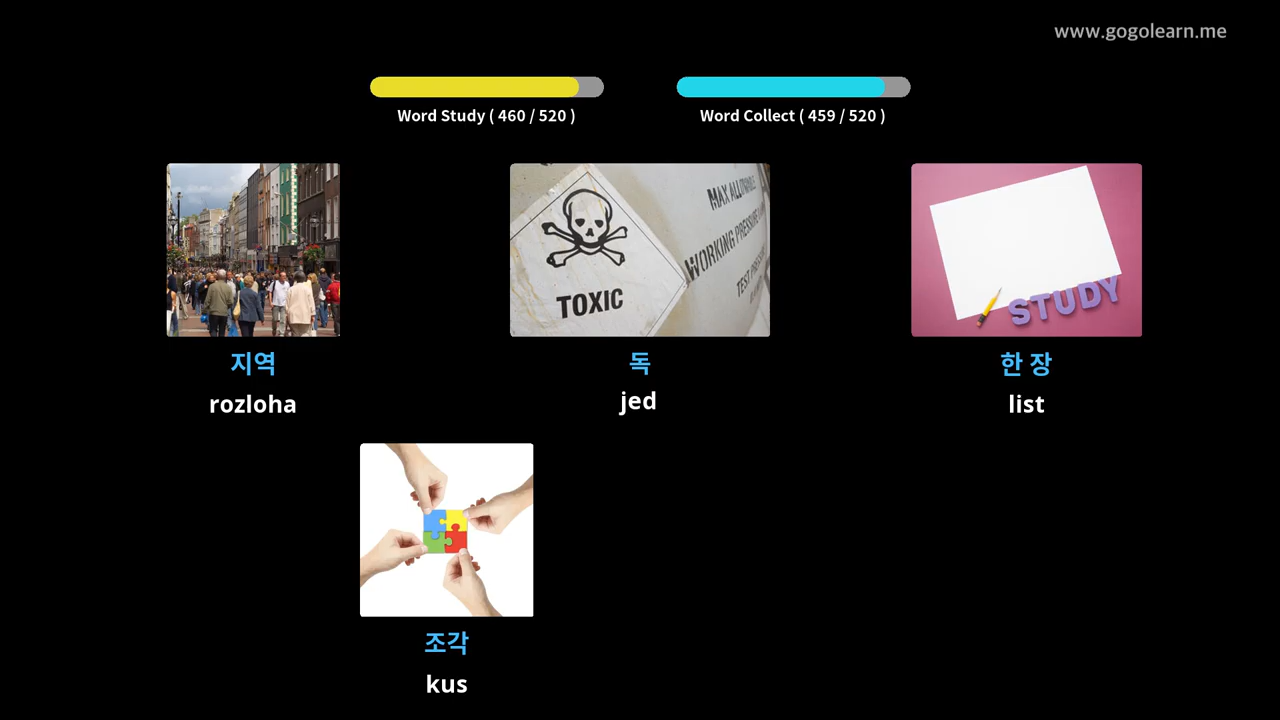 www.gogolearn.me
Word Study ( 460 / 520 )
Word Collect ( 459 / 520 )
TOXIC
MAX ALLOWABLE
WORKING PRESSURE
STUDY
지역
rozloha
독
jed
한 장
list
조각
kus